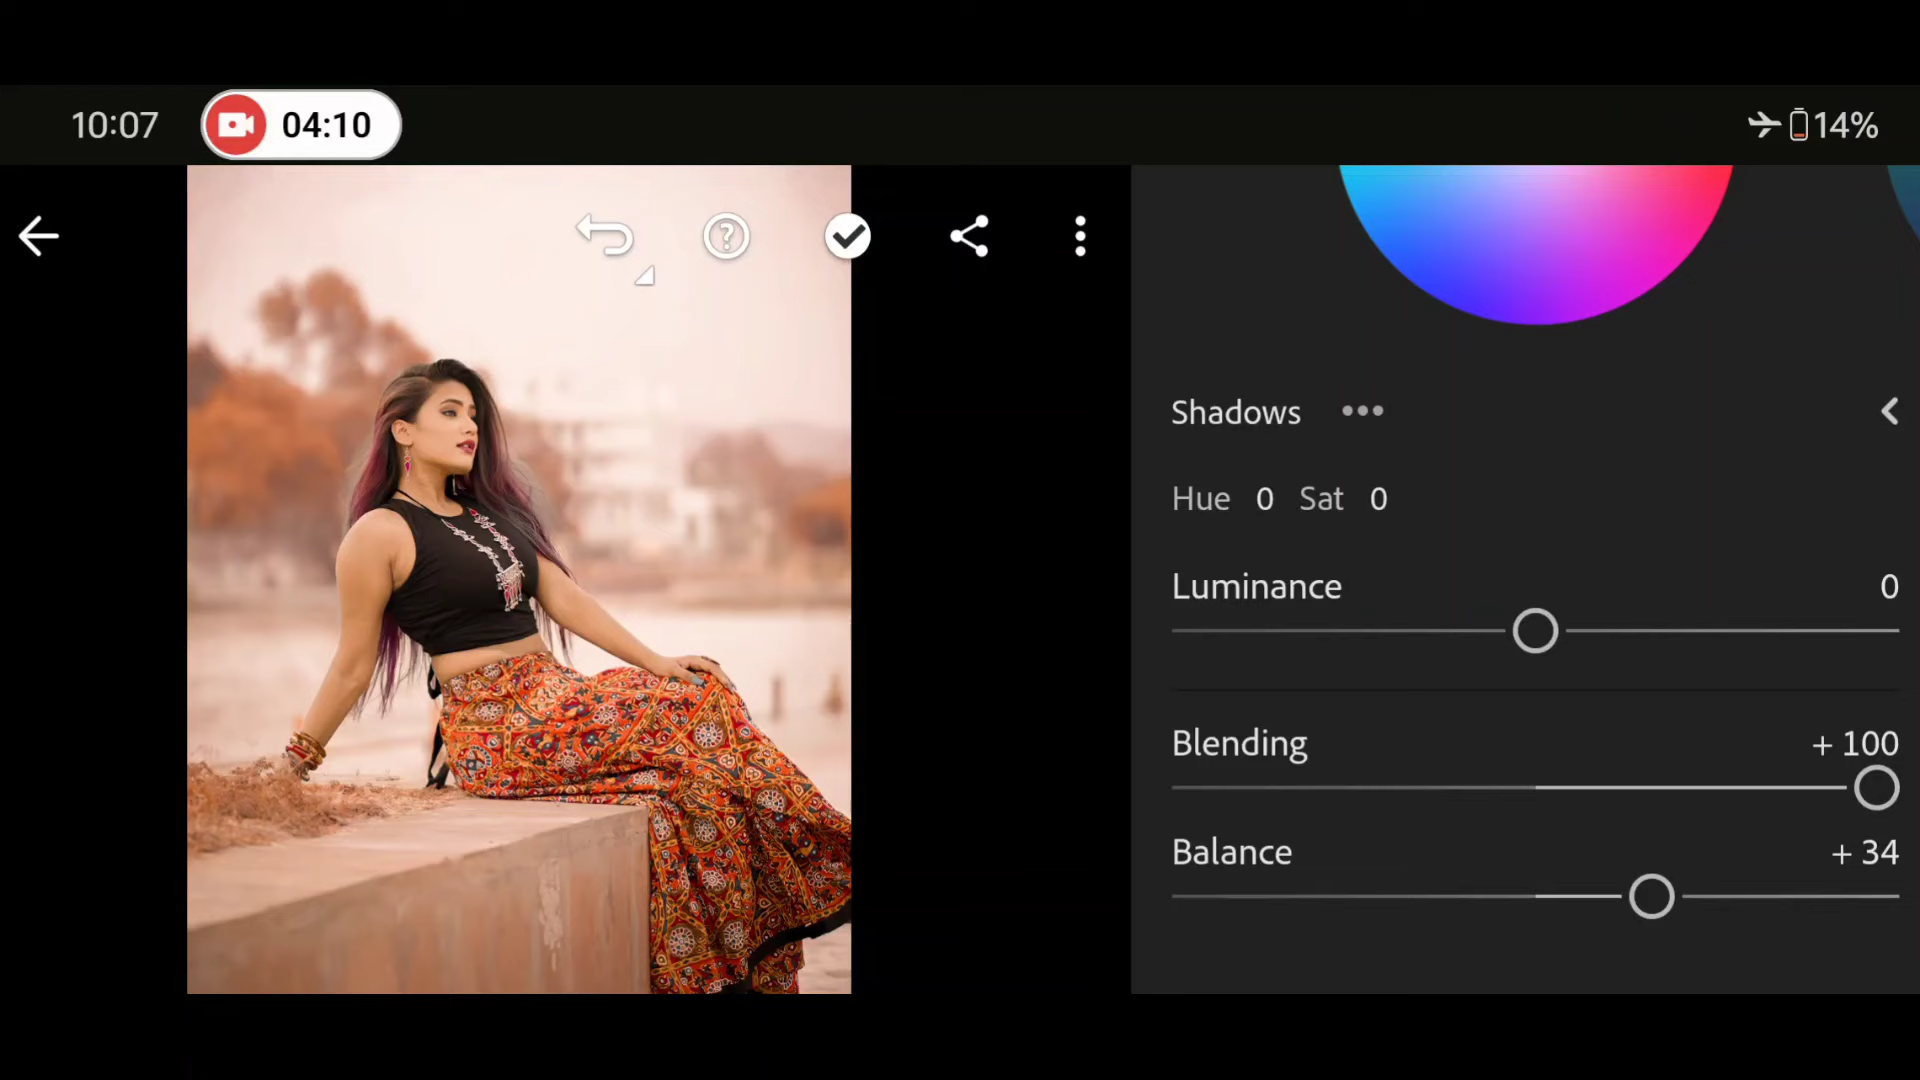 10:07 04:10 14%
Shadows
Hue 0 Sat 0
Luminance 0
Blending + 100
Balance + 34